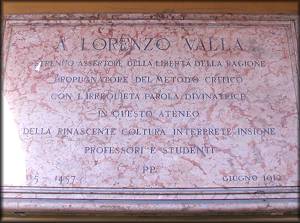 A LORENZO VALLA
STRENUO ASSERTORE DELLA LIBERTÀ DELLA RAGIONE
PROPUGNATORE DEL METODO CRITICO
CON L'IRREQUIETA PAROLA DIVINATRICE
IN QUESTO ATENEO
DELLA RINASCENTE COLTURA INTERPRETE INSIGNE
PROFESSORI E STUDENTI
PP.
1457
GIUGNO